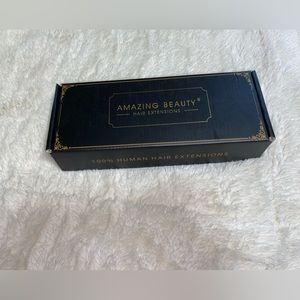 AMAZING BEAUTY®
HAIR EXTENSIONS
100% HUMAN HAIR EXTENSIONS